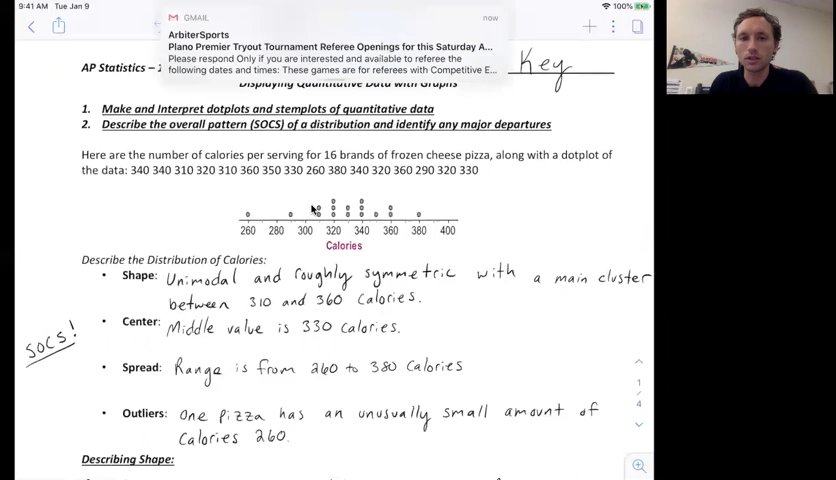 9:41 AM Tue Jan 9
100%
GMAIL
now
ArbiterSports
Plano Premier Tryout Tournament Referee Openings for this Saturday A...
Please respond Only if you are interested and available to referee the
following dates and times: These games are for referees with Competitive E...
AP Statistics – 1
Key
Displaying Quantitative Data with Graphs
1. Make and Interpret dotplots and stemplots of quantitative data
2. Describe the overall pattern (SOCS) of a distribution and identify any major departures
Here are the number of calories per serving for 16 brands of frozen cheese pizza, along with a dotplot of
the data: 340 340 310 320 310 360 350 330 260 380 340 320 360 290 320 330
260 280 300 320 340 360 380 400
Calories
Describe the Distribution of Calories:
• Shape: Unimodal and roughly symmetric with a main cluster
between 310 and 360 Calories.
• Center: Middle value is 330 calories.
SOCS!
• Spread: Range is from 260 to 380 Calories
• Outliers: One pizza has an unusually small amount of
Calories 260.
Describing Shape:
1
/
4